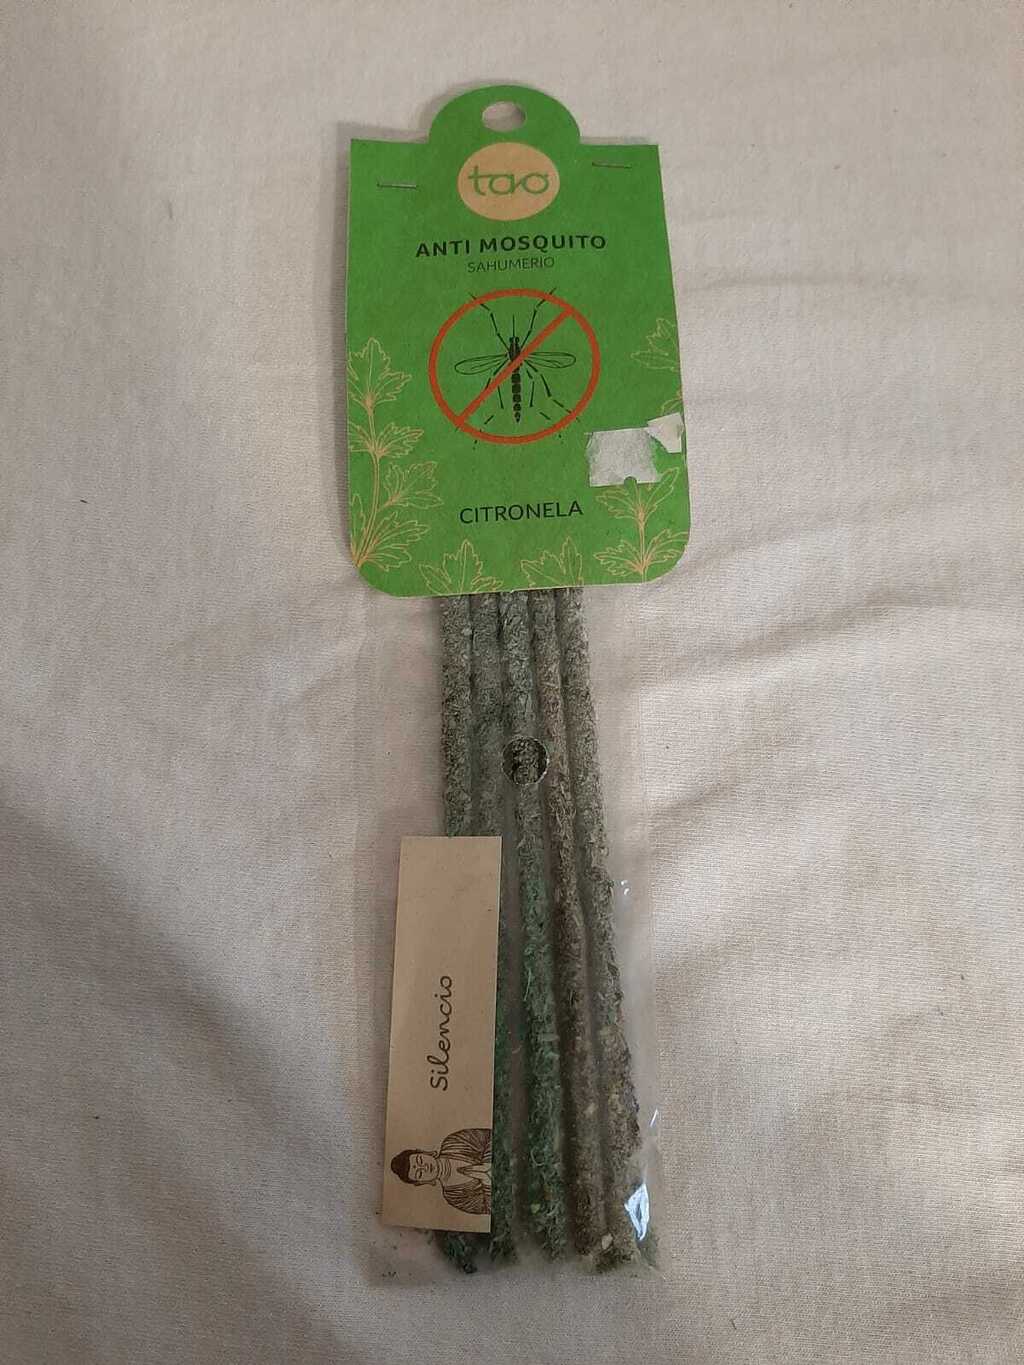 tao
ANTI MOSQUITO
SAHUMERIO
CITRONELA
Silencio